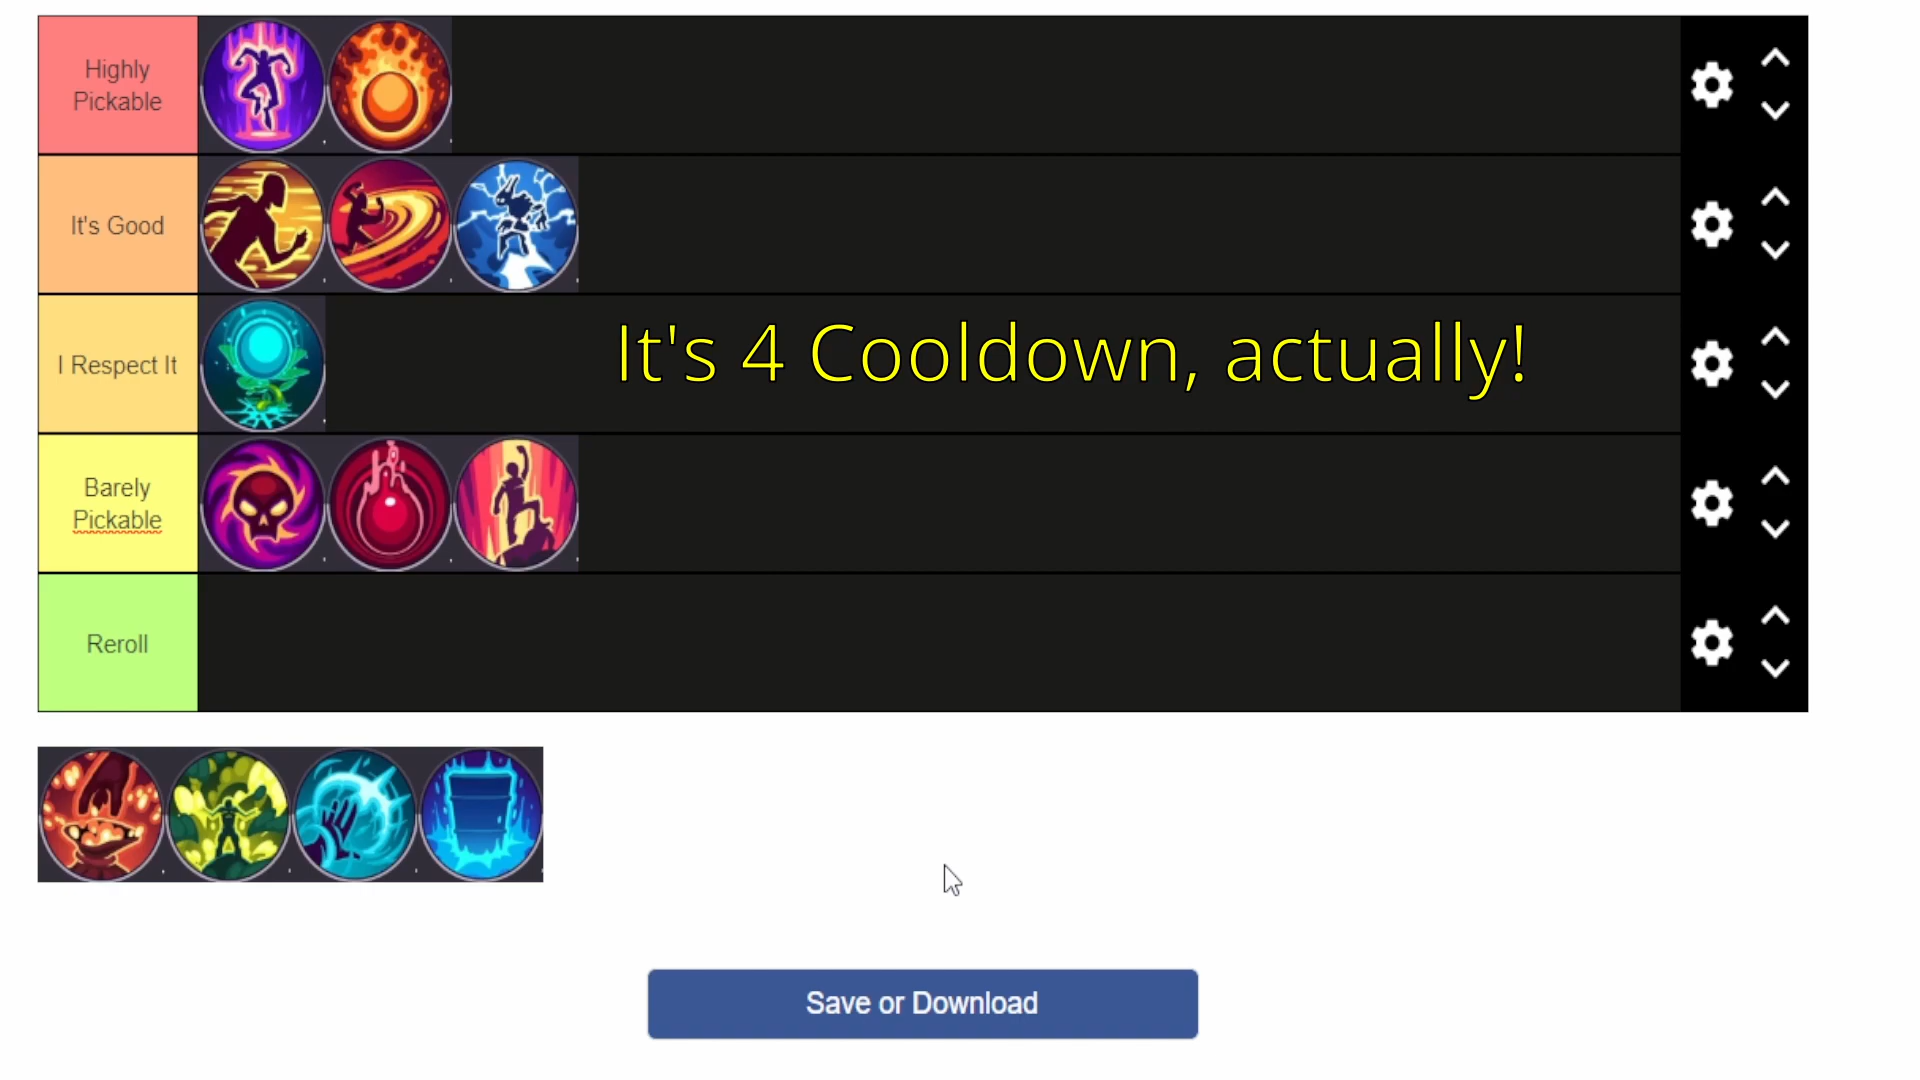 Highly
Pickable
It's Good
I Respect It
It's 4 Cooldown, actually!
Barely
Pickable
Reroll
Save or Download